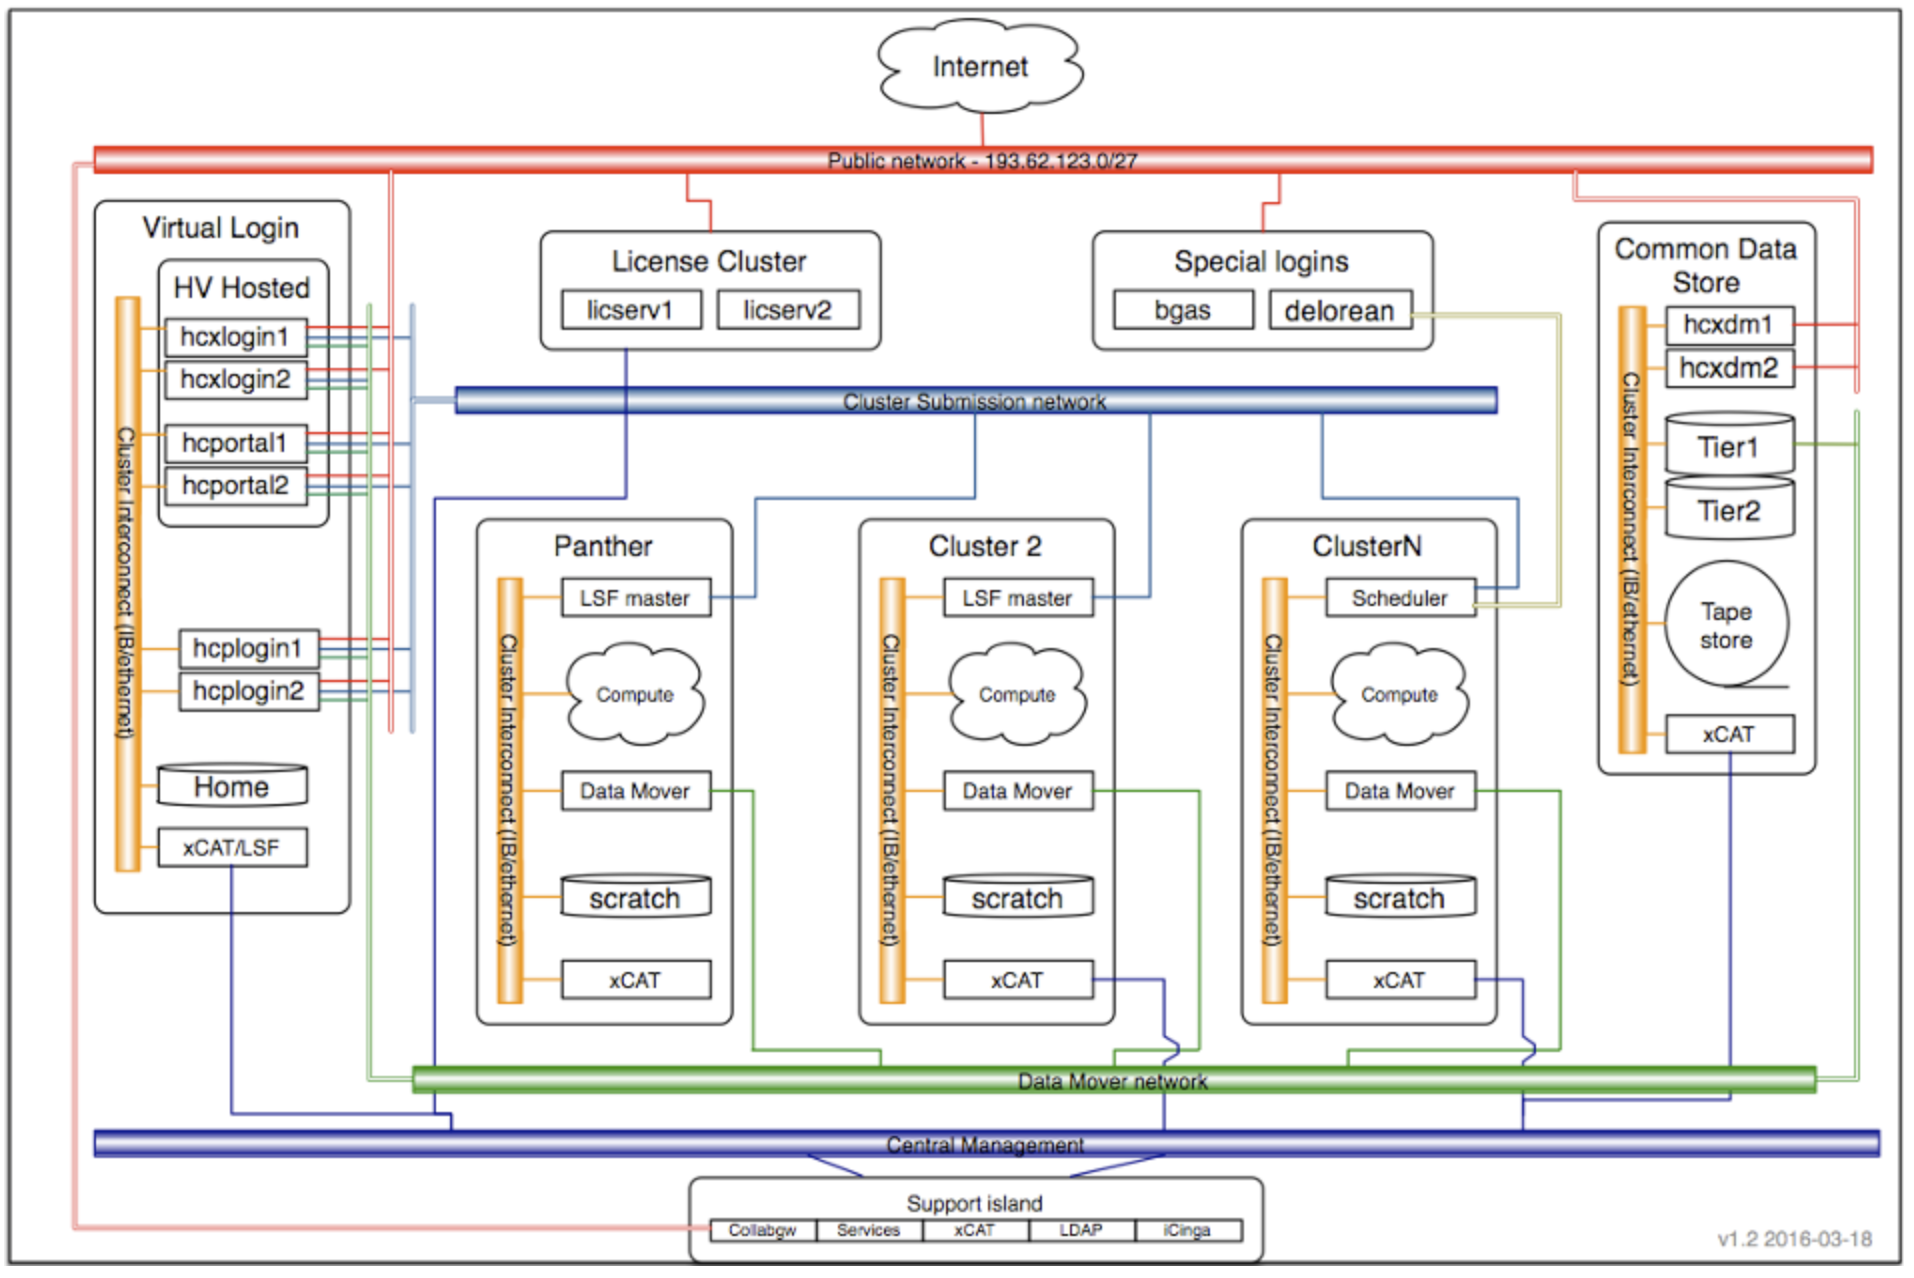 Internet
Public network - 193.62.123.0/27
Virtual Login
HV Hosted
hcxlogin1
hcxlogin2
hcportal1
hcportal2
hcplogin1
hcplogin2
Home
xCAT/LSF
Cluster Interconnect (IB/ethernet)
License Cluster
licserv1
licserv2
Special logins
bgas
delorean
Common Data
Store
hcxdm1
hcxdm2
Tier1
Tier2
Tape
store
xCAT
Cluster Interconnect (IB/ethernet)
Cluster Submission network
Panther
LSF master
Compute
Data Mover
scratch
xCAT
Cluster Interconnect (IB/ethernet)
Cluster 2
LSF master
Compute
Data Mover
scratch
xCAT
Cluster Interconnect (IB/ethernet)
ClusterN
Scheduler
Compute
Data Mover
scratch
xCAT
Cluster Interconnect (IB/ethernet)
Data Mover network
Central Management
Support island
Collabgw
Services
xCAT
LDAP
iCinga
v1.2 2016-03-18